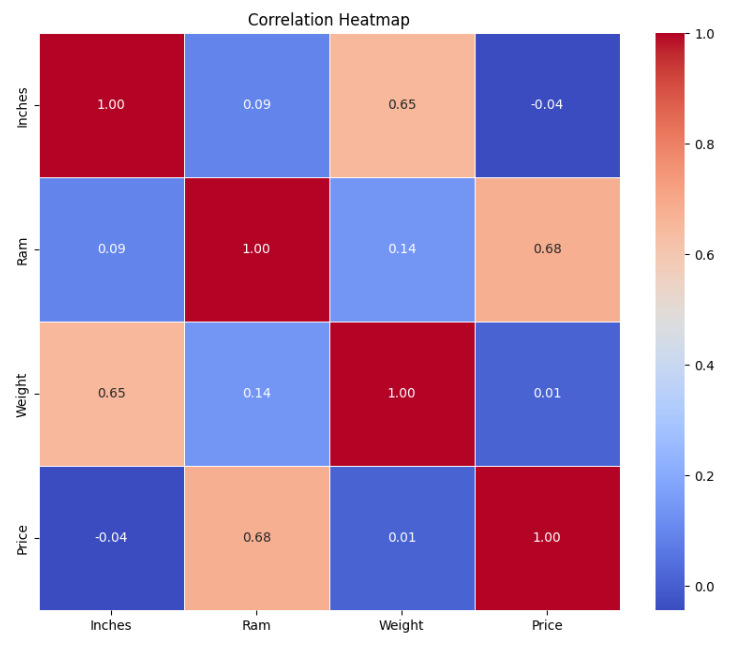 Correlation Heatmap
Inches 1.00 0.09 0.65 -0.04
Ram 0.09 1.00 0.14 0.68
Weight 0.65 0.14 1.00 0.01
Price -0.04 0.68 0.01 1.00
Inches Ram Weight Price
1.0
0.8
0.6
0.4
0.2
0.0